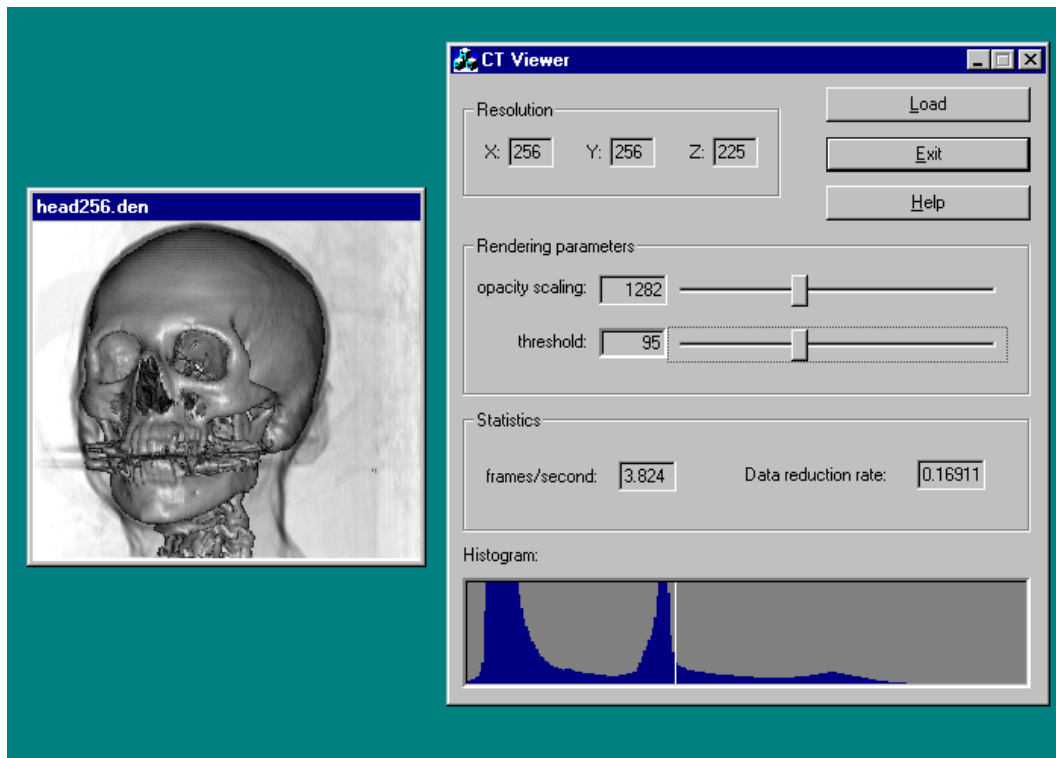 head256.den
CT Viewer
Resolution
X: 256 Y: 256 Z: 225
Load
Exit
Help
Rendering parameters
opacity scaling: 1282
threshold: 95
Statistics
frames/second: 3.824 Data reduction rate: 0.16911
Histogram: